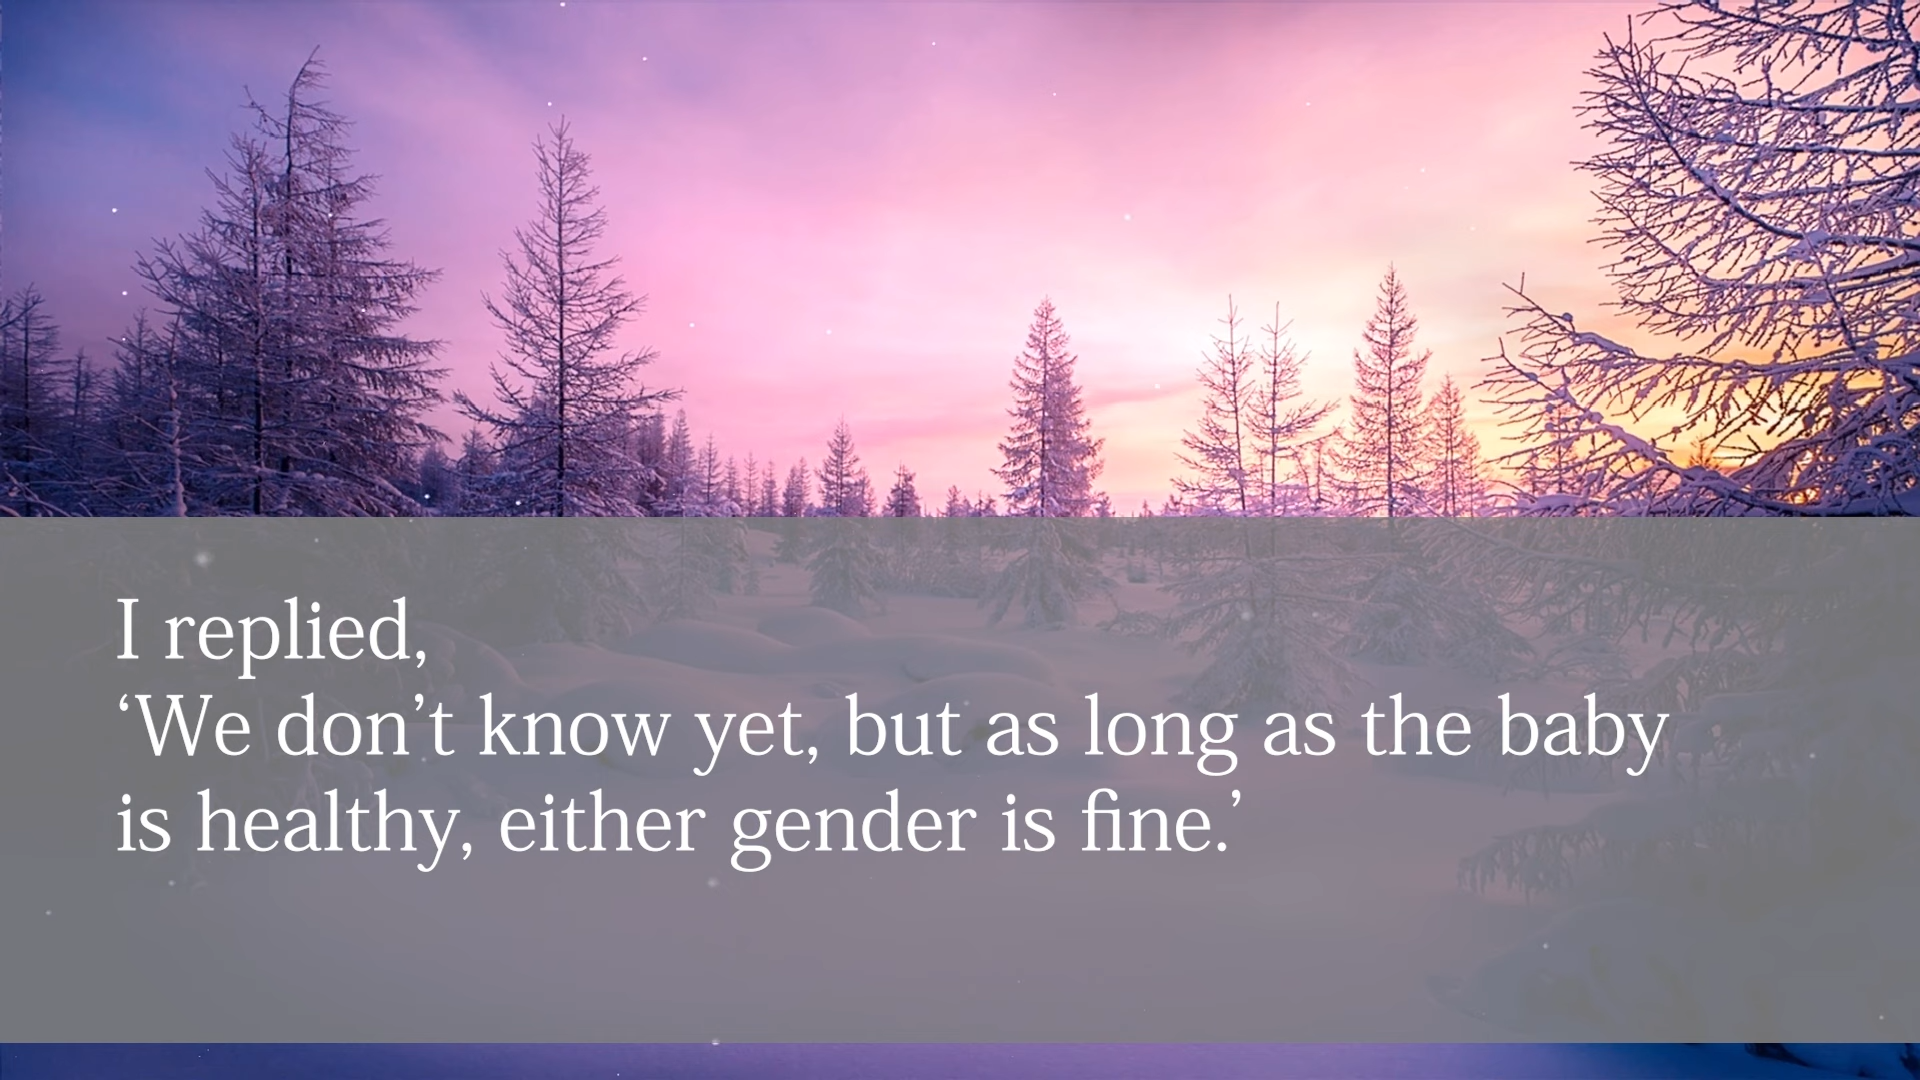 I replied,
‘We don’t know yet, but as long as the baby
is healthy, either gender is fine.’